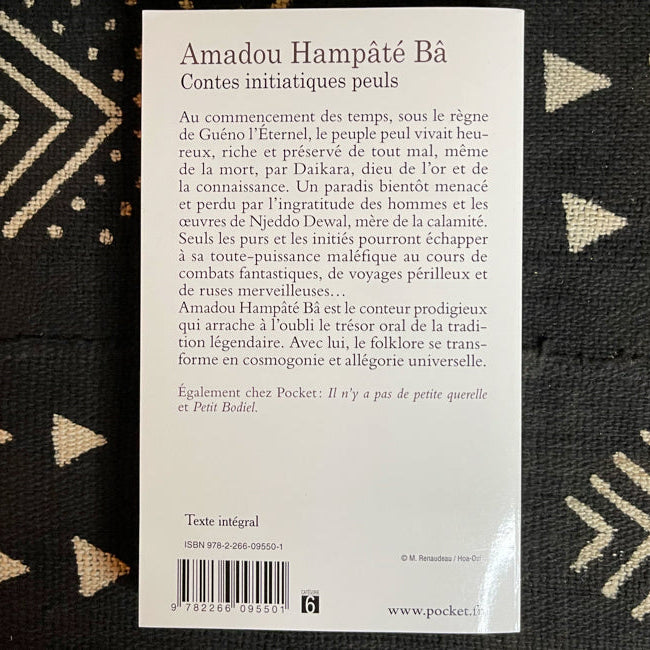 Amadou Hampâté Bâ
Contes initiatiques peuls
Au commencement des temps, sous le règne
de Guéno l'Éternel, le peuple peul vivait heu-
reux, riche et préservé de tout mal, même
de la mort, par Daikara, dieu de l'or et de
la connaissance. Un paradis bientôt menacé
et perdu par l'ingratitude des hommes et les
œuvres de Njeddo Dewal, mère de la calamité.
Seuls les purs et les initiés pourront échapper
à sa toute-puissance maléfique au cours de
combats fantastiques, de voyages périlleux et
de ruses merveilleuses…
Amadou Hampâté Bâ est le conteur prodigieux
qui arrache à l'oubli le trésor oral de la tradi-
tion légendaire. Avec lui, le folklore se trans-
forme en cosmogonie et allégorie universelle.
Également chez Pocket : Il n'y a pas de petite querelle
et Petit Bodiel.
Texte intégral
ISBN 978-2-266-09550-1
© M. Renaudeau / Hoa-
9 782266 095501
CATÉGORIE
6
www.pocket.fr